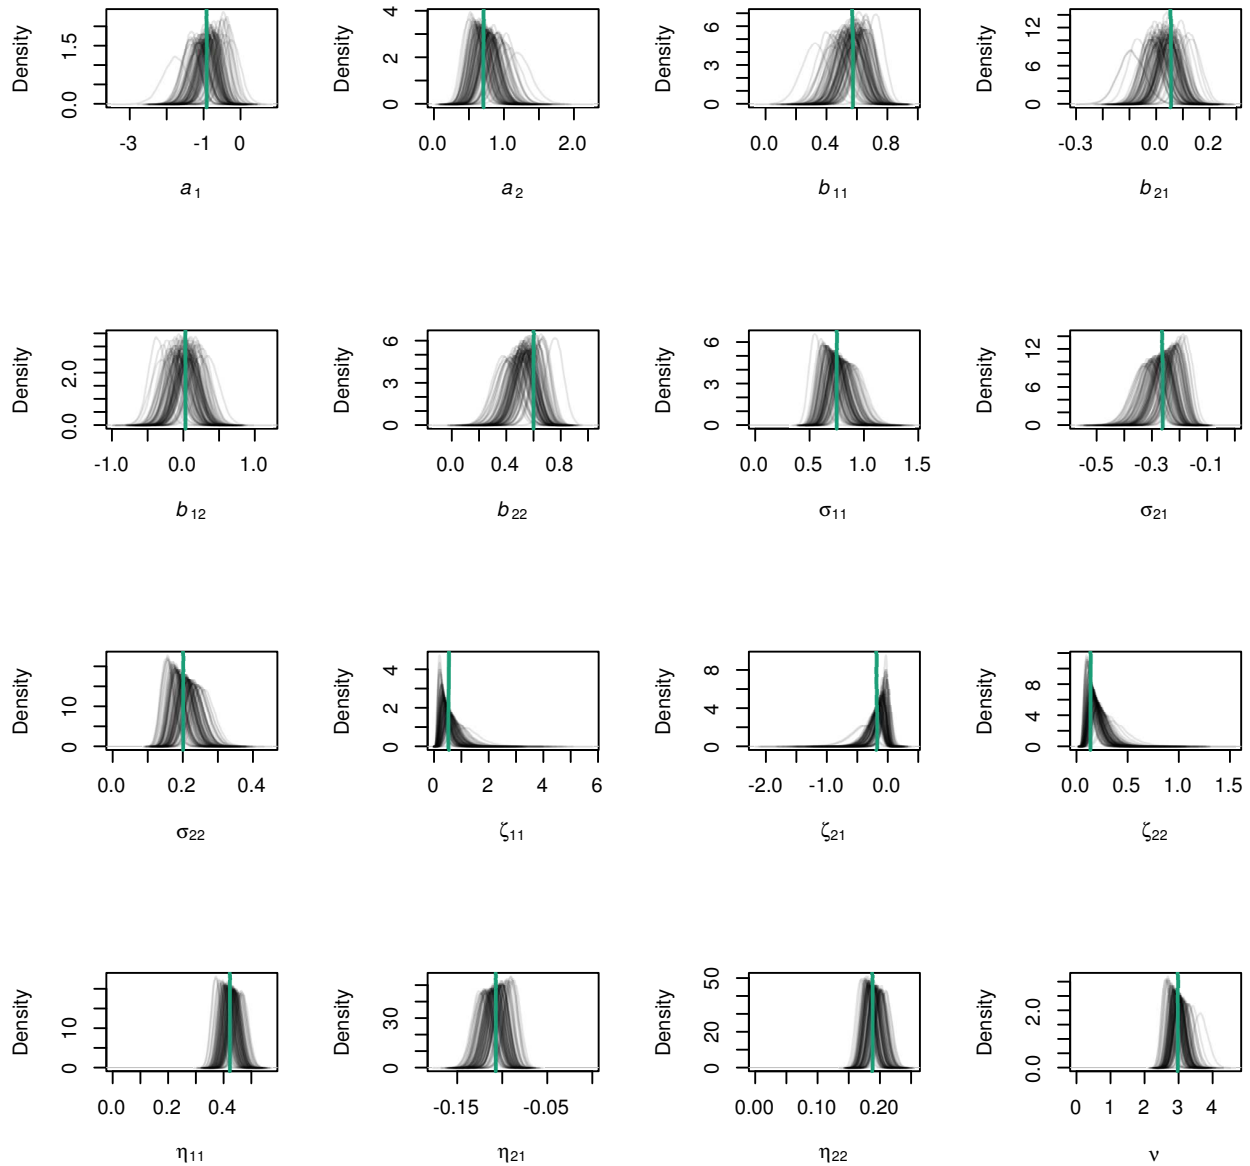 Density Density Density Density
0.0 1.5 0 2 4 0 3 6 0 6 12
-3 -1 0 0.0 1.0 2.0 0.0 0.4 0.8 -0.3 0.0 0.2
a1 a2 b11 b21
Density Density Density Density
0.0 2.0 0 3 6 0 3 6 0 6 12
-1.0 0.0 1.0 0.0 0.4 0.8 0.0 0.5 1.0 1.5 -0.5 -0.3 -0.1
b12 b22 σ11 σ21
Density Density Density Density
0 10 0 2 4 0 4 8 0 4 8
0.0 0.2 0.4 0 2 4 6 -2.0 -1.0 0.0 0.0 0.5 1.0 1.5
σ22 ζ11 ζ21 ζ22
Density Density Density Density
0 10 0 30 0 20 50 0.0 2.0
0.0 0.2 0.4 -0.15 -0.05 0.00 0.10 0.20 0 1 2 3 4
η11 η21 η22 ν